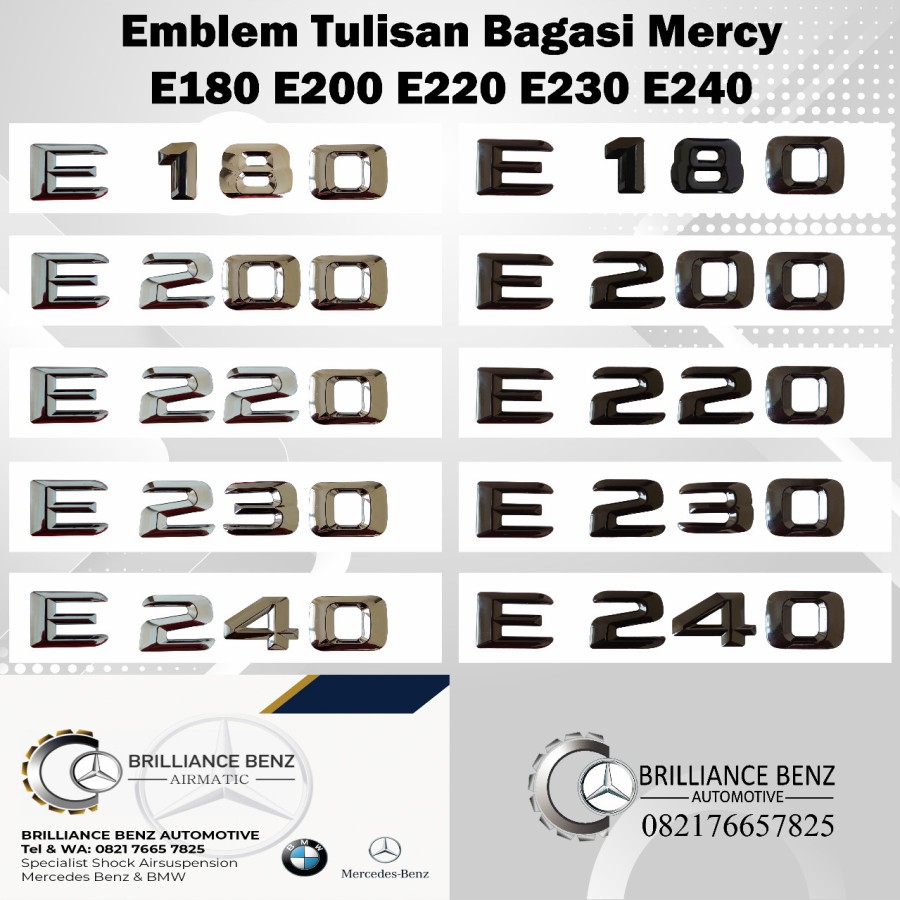 Emblem Tulisan Bagasi Mercy
E180 E200 E220 E230 E240
E 180
E 180
E 200
E 200
E 220
E 220
E 230
E 230
E 240
E 240
BRILLIANCE BENZ
AIRMATIC
BRILLIANCE BENZ AUTOMOTIVE
Tel & WA: 0821 7665 7825
Specialist Shock Airsuspension
Mercedes Benz & BMW
BMW
Mercedes-Benz
BRILLIANCE BENZ
AUTOMOTIVE
082176657825